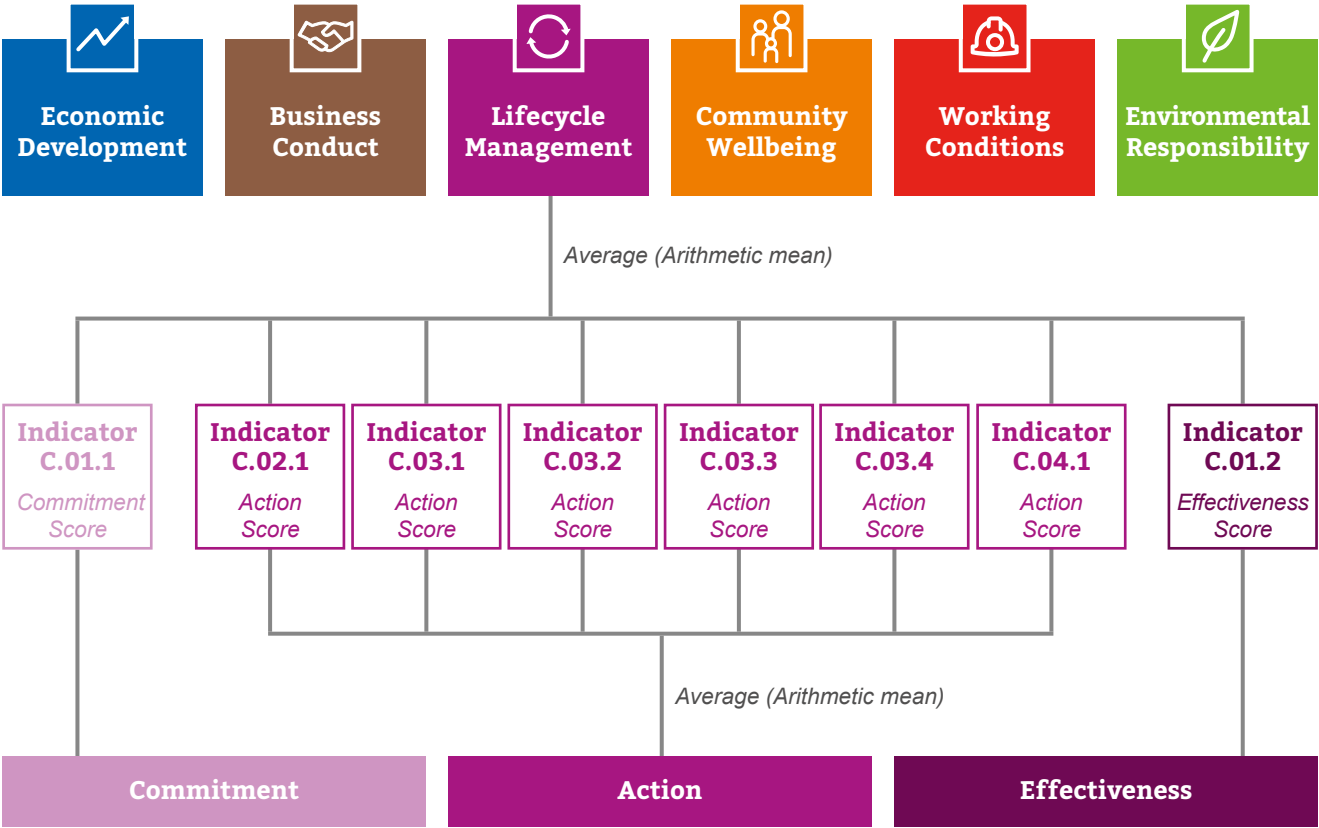 Economic
Development
Business
Conduct
Lifecycle
Management
Community
Wellbeing
Working
Conditions
Environmental
Responsibility
Average (Arithmetic mean)
Indicator
C.01.1
Commitment
Score
Indicator
C.02.1
Action
Score
Indicator
C.03.1
Action
Score
Indicator
C.03.2
Action
Score
Indicator
C.03.3
Action
Score
Indicator
C.03.4
Action
Score
Indicator
C.04.1
Action
Score
Indicator
C.01.2
Effectiveness
Score
Average (Arithmetic mean)
Commitment
Action
Effectiveness